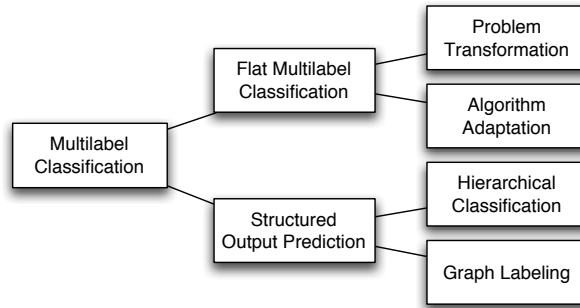 Multilabel
Classification
Flat Multilabel
Classification
Problem
Transformation
Algorithm
Adaptation
Structured
Output Prediction
Hierarchical
Classification
Graph Labeling